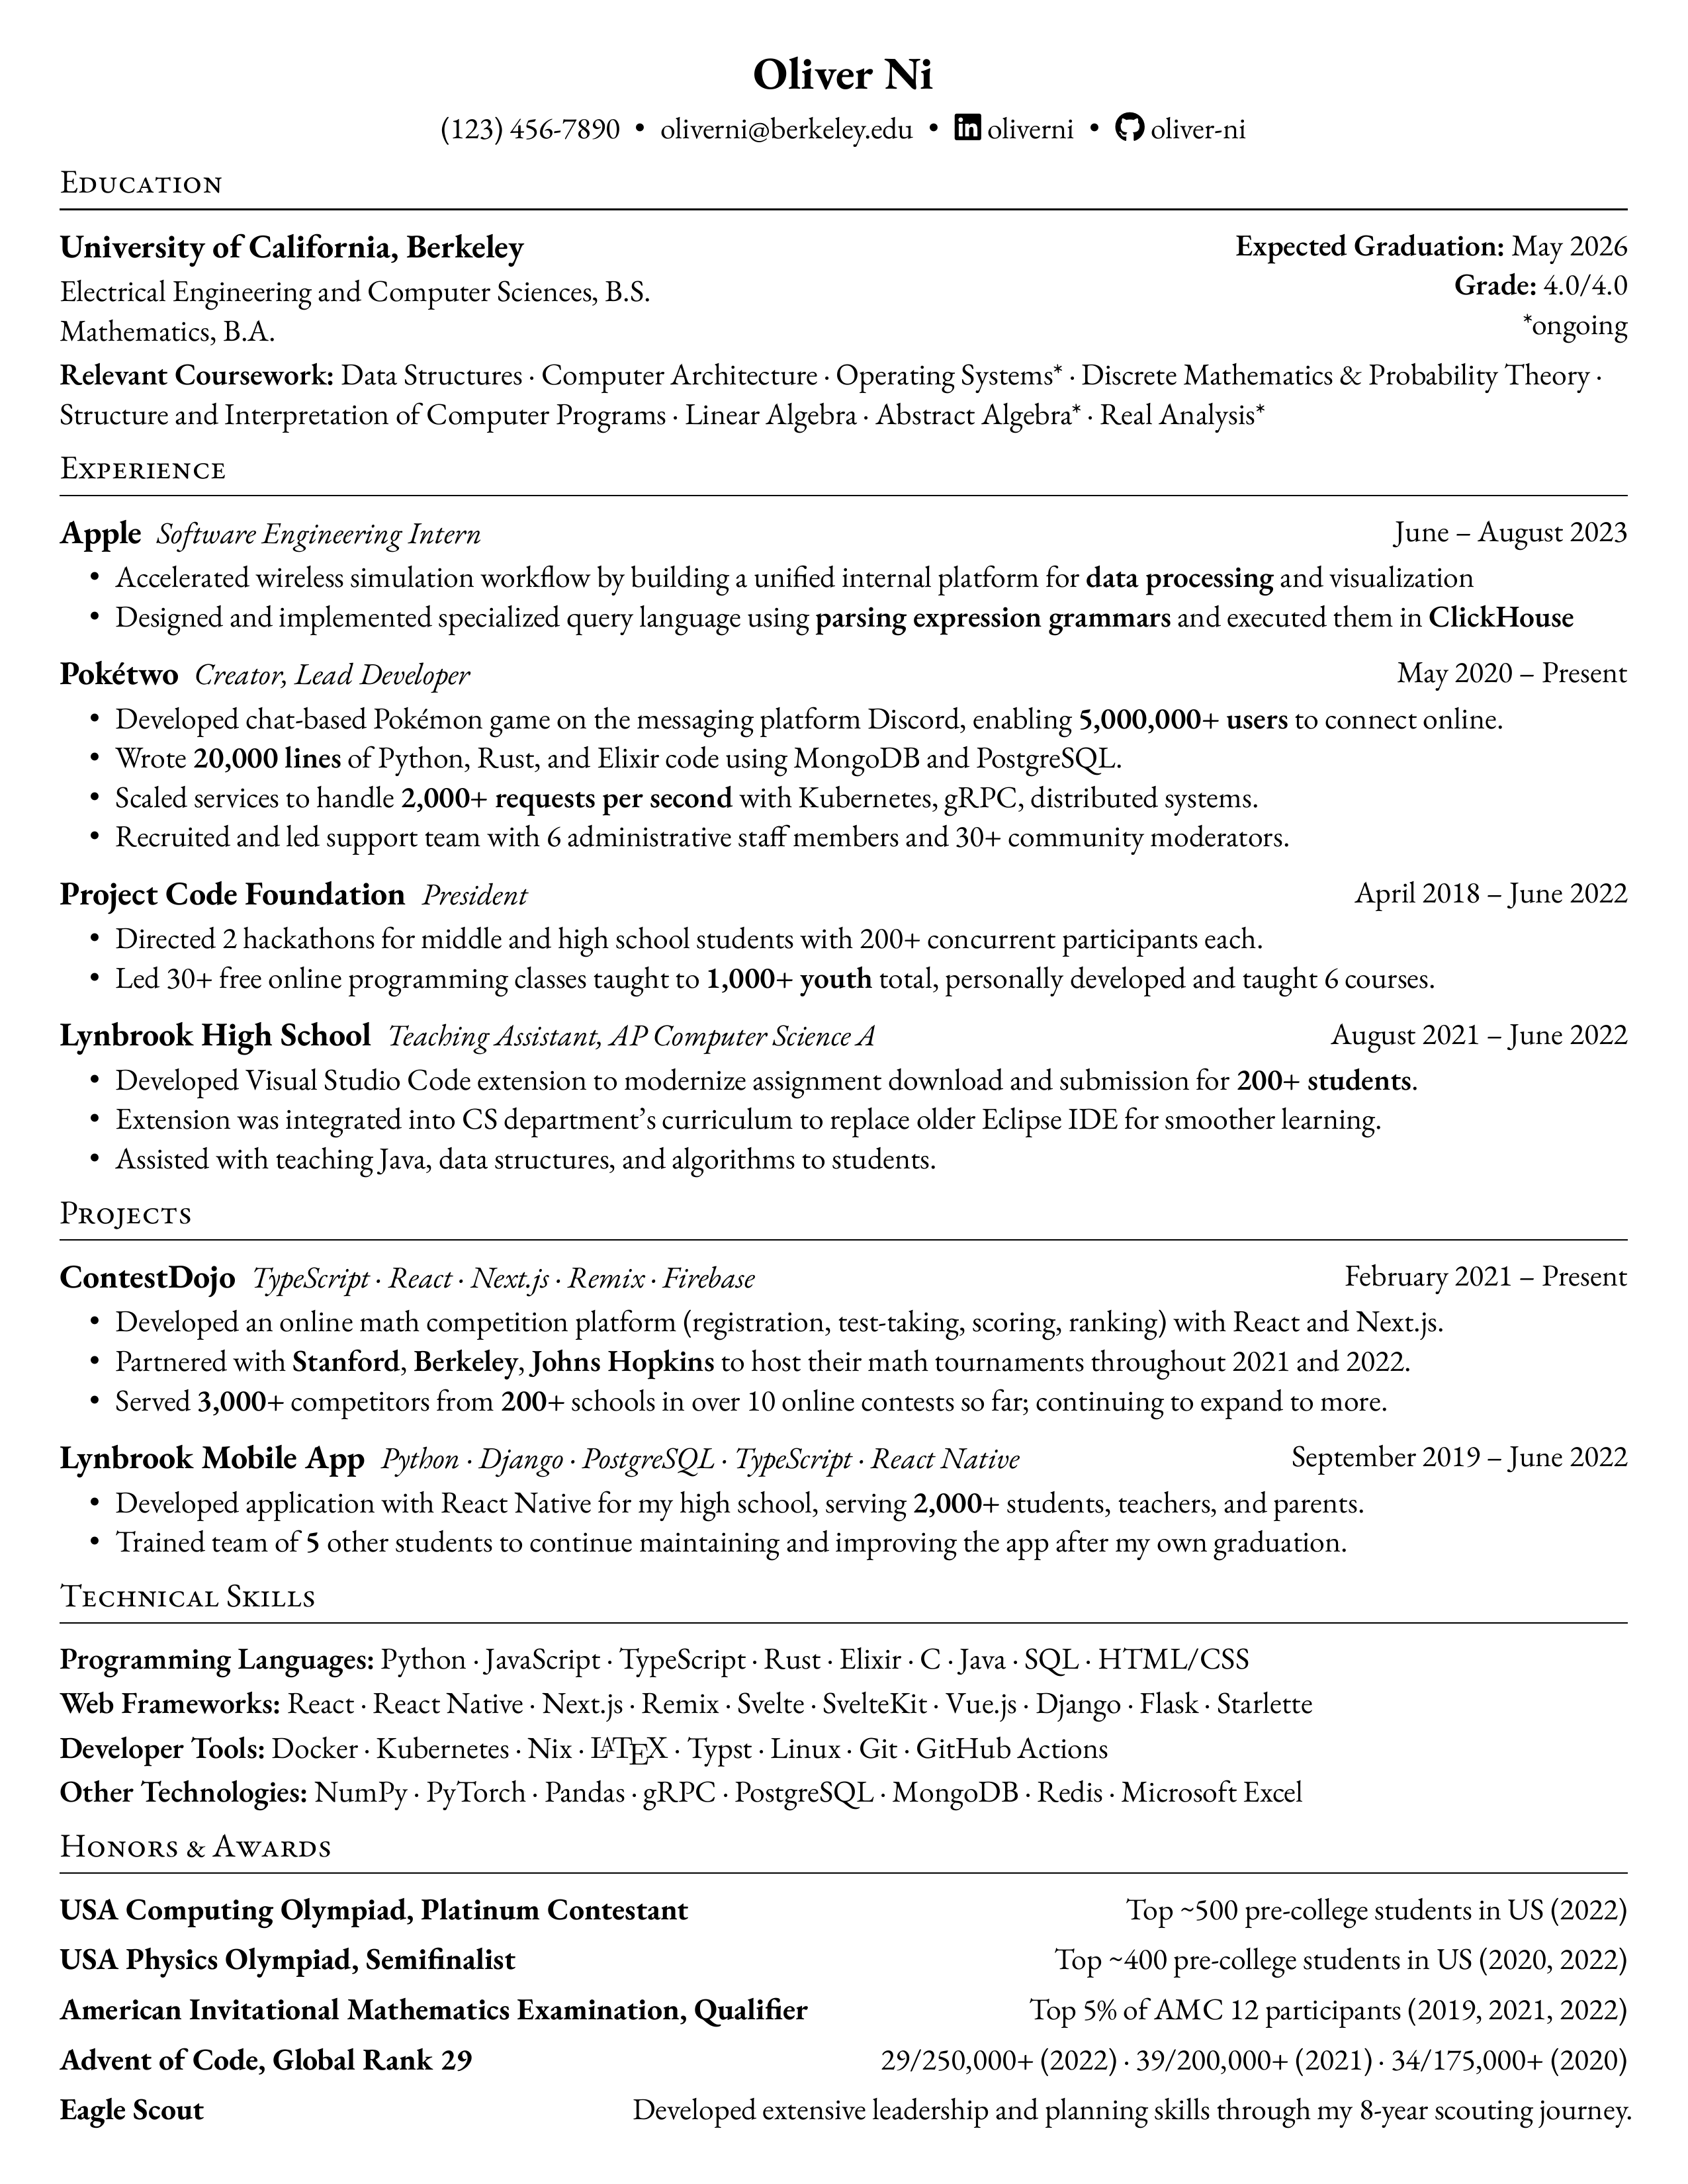 Oliver Ni
(123) 456-7890 • oliverni@berkeley.edu • oliverni • oliver-ni
Education
University of California, Berkeley Expected Graduation: May 2026
Electrical Engineering and Computer Sciences, B.S. Grade: 4.0/4.0
Mathematics, B.A. *ongoing
Relevant Coursework: Data Structures · Computer Architecture · Operating Systems* · Discrete Mathematics & Probability Theory ·
Structure and Interpretation of Computer Programs · Linear Algebra · Abstract Algebra* · Real Analysis*
Experience
Apple Software Engineering Intern June – August 2023
• Accelerated wireless simulation workflow by building a unified internal platform for data processing and visualization
• Designed and implemented specialized query language using parsing expression grammars and executed them in ClickHouse
Pokétwo Creator, Lead Developer May 2020 – Present
• Developed chat-based Pokémon game on the messaging platform Discord, enabling 5,000,000+ users to connect online.
• Wrote 20,000 lines of Python, Rust, and Elixir code using MongoDB and PostgreSQL.
• Scaled services to handle 2,000+ requests per second with Kubernetes, gRPC, distributed systems.
• Recruited and led support team with 6 administrative staff members and 30+ community moderators.
Project Code Foundation President April 2018 – June 2022
• Directed 2 hackathons for middle and high school students with 200+ concurrent participants each.
• Led 30+ free online programming classes taught to 1,000+ youth total, personally developed and taught 6 courses.
Lynbrook High School Teaching Assistant, AP Computer Science A August 2021 – June 2022
• Developed Visual Studio Code extension to modernize assignment download and submission for 200+ students.
• Extension was integrated into CS department’s curriculum to replace older Eclipse IDE for smoother learning.
• Assisted with teaching Java, data structures, and algorithms to students.
Projects
ContestDojo TypeScript · React · Next.js · Remix · Firebase February 2021 – Present
• Developed an online math competition platform (registration, test-taking, scoring, ranking) with React and Next.js.
• Partnered with Stanford, Berkeley, Johns Hopkins to host their math tournaments throughout 2021 and 2022.
• Served 3,000+ competitors from 200+ schools in over 10 online contests so far; continuing to expand to more.
Lynbrook Mobile App Python · Django · PostgreSQL · TypeScript · React Native September 2019 – June 2022
• Developed application with React Native for my high school, serving 2,000+ students, teachers, and parents.
• Trained team of 5 other students to continue maintaining and improving the app after my own graduation.
Technical Skills
Programming Languages: Python · JavaScript · TypeScript · Rust · Elixir · C · Java · SQL · HTML/CSS
Web Frameworks: React · React Native · Next.js · Remix · Svelte · SvelteKit · Vue.js · Django · Flask · Starlette
Developer Tools: Docker · Kubernetes · Nix · LATEX · Typst · Linux · Git · GitHub Actions
Other Technologies: NumPy · PyTorch · Pandas · gRPC · PostgreSQL · MongoDB · Redis · Microsoft Excel
Honors & Awards
USA Computing Olympiad, Platinum Contestant Top ~500 pre-college students in US (2022)
USA Physics Olympiad, Semifinalist Top ~400 pre-college students in US (2020, 2022)
American Invitational Mathematics Examination, Qualifier Top 5% of AMC 12 participants (2019, 2021, 2022)
Advent of Code, Global Rank 29 29/250,000+ (2022) · 39/200,000+ (2021) · 34/175,000+ (2020)
Eagle Scout Developed extensive leadership and planning skills through my 8-year scouting journey.